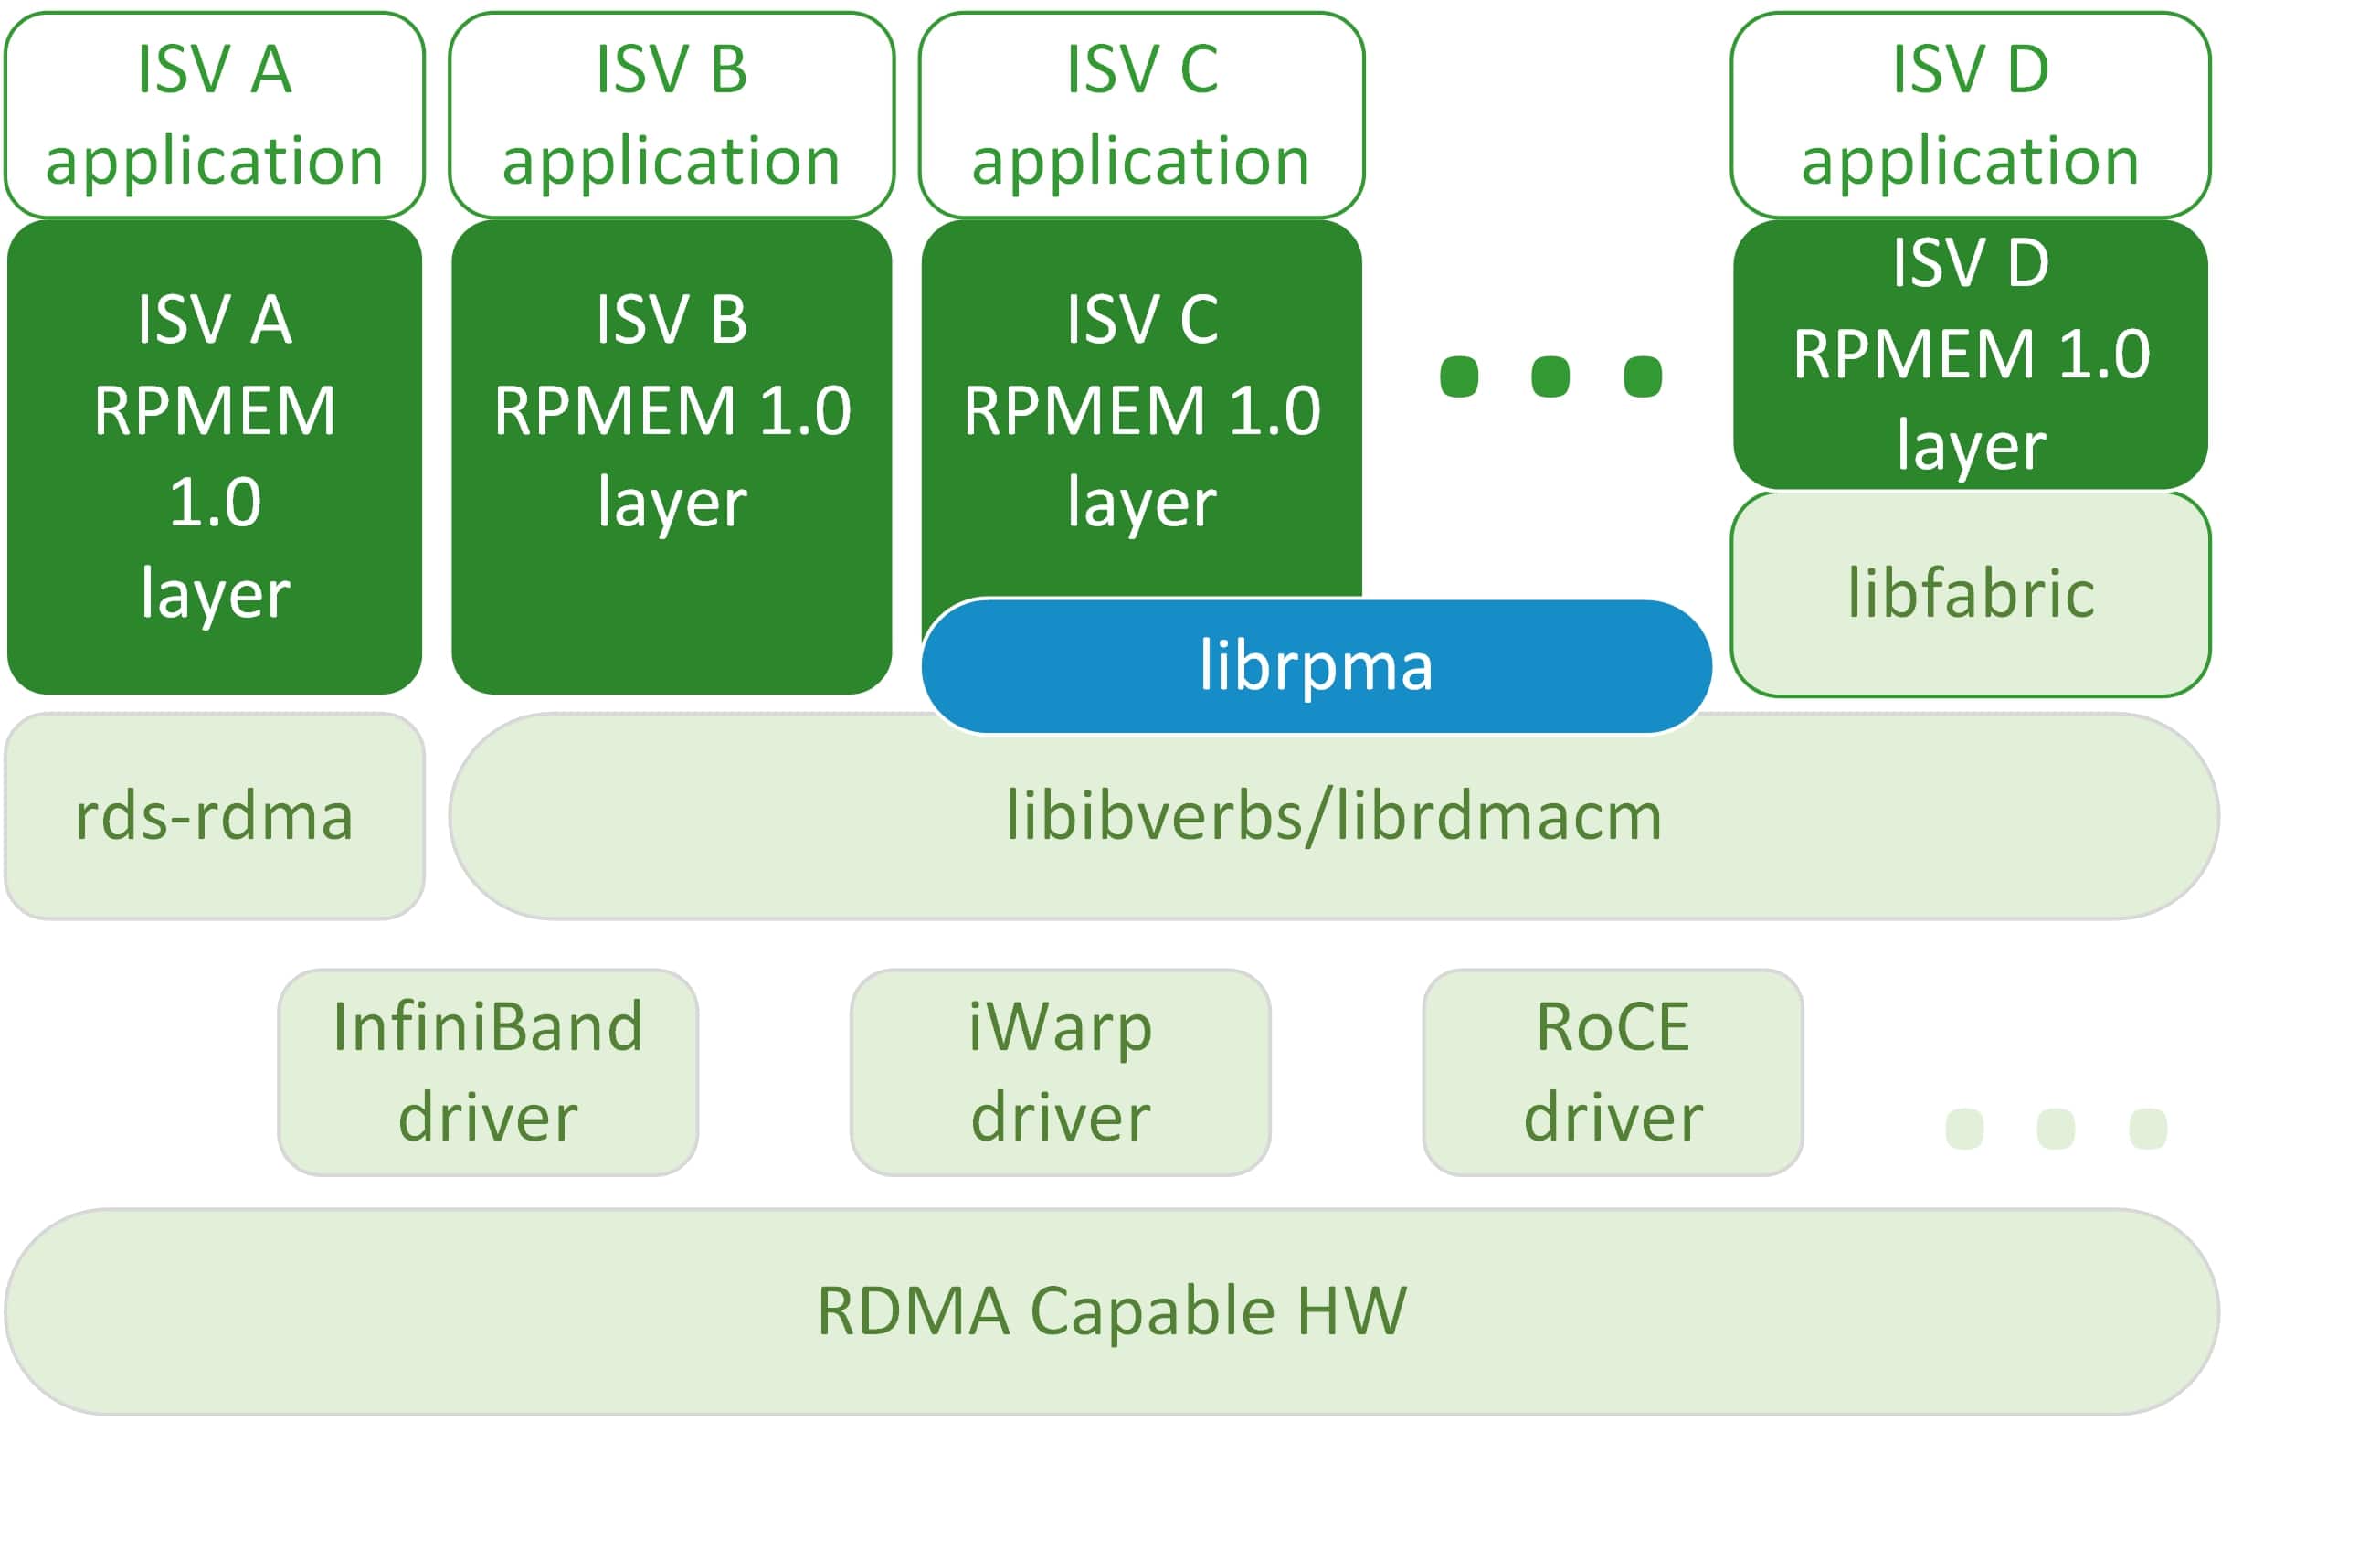 ISV A
application
ISV B
application
ISV C
application
ISV D
application
ISV A
RPMEM
1.0
layer
ISV B
RPMEM 1.0
layer
ISV C
RPMEM 1.0
layer
ISV D
RPMEM 1.0
layer
libfabric
librpma
rds-rdma
libibverbs/librdmacm
InfiniBand
driver
iWarp
driver
RoCE
driver
RDMA Capable HW